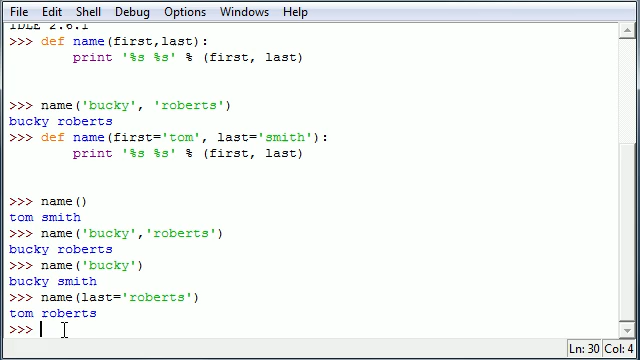 File Edit Shell Debug Options Windows Help
IDLE 2.6.1
>>> def name(first,last):
        print '%s %s' % (first, last)
>>> name('bucky', 'roberts')
bucky roberts
>>> def name(first='tom', last='smith'):
        print '%s %s' % (first, last)
>>> name()
tom smith
>>> name('bucky','roberts')
bucky roberts
>>> name('bucky')
bucky smith
>>> name(last='roberts')
tom roberts
>>>
Ln: 30 Col: 4